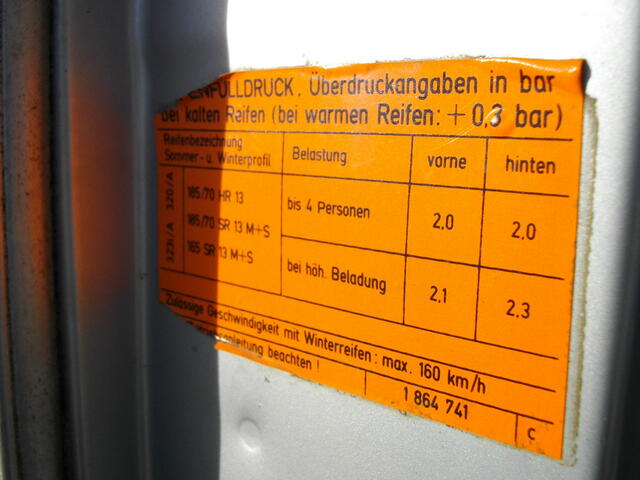 EINFÜLLDRUCK. Überdruckangaben in bar
bei kalten Reifen (bei warmen Reifen: + 0,3 bar)
Reifenbezeichnung
Sommer- u. Winterprofil
Belastung
vorne
hinten
323i/A 320/A
185/70 HR 13
185/70 SR 13 M+S
165 SR 13 M+S
bis 4 Personen
2.0
2.0
bei höh. Beladung
2.1
2.3
Zulässige Geschwindigkeit mit Winterreifen: max. 160 km/h
beachten!
1 864 741
c